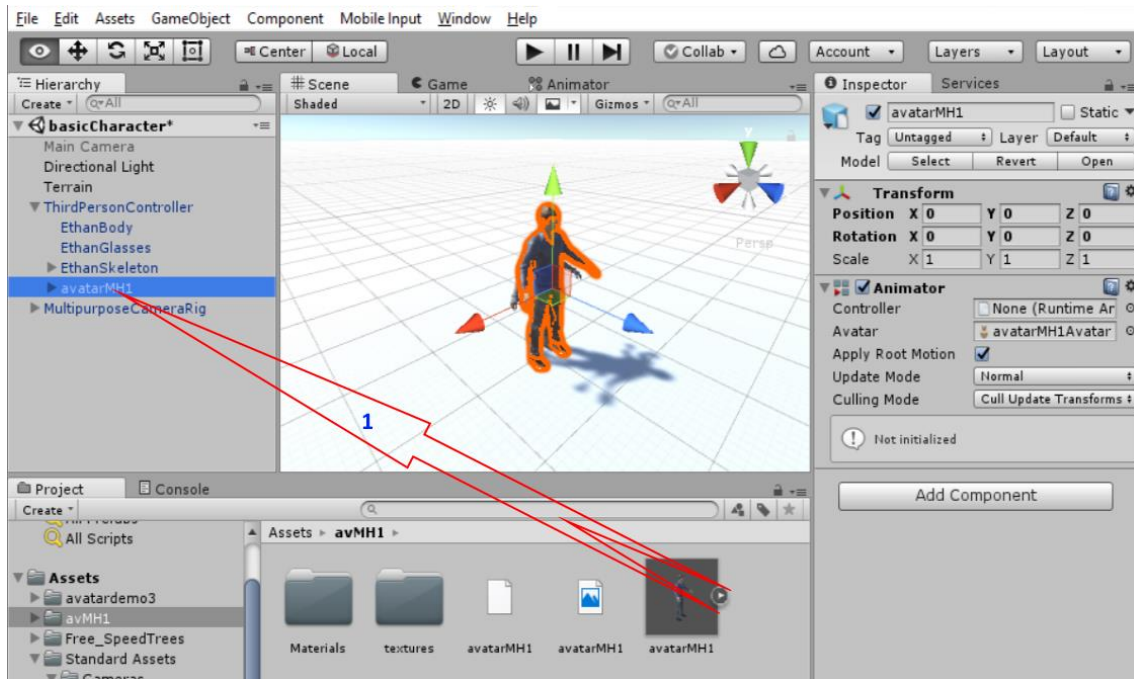 File Edit Assets GameObject Component Mobile Input Window Help
Center Local Collab Account Layers Layout
Hierarchy
Create All
basicCharacter*
Main Camera
Directional Light
Terrain
ThirdPersonController
EthanBody
EthanGlasses
EthanSkeleton
avatarMH1
MultipurposeCameraRig
Scene Game Animator
Shaded 2D Gizmos All
y
Persp
1
Inspector Services
avatarMH1 Static
Tag Untagged Layer Default
Model Select Revert Open
Transform
Position X 0 Y 0 Z 0
Rotation X 0 Y 0 Z 0
Scale X 1 Y 1 Z 1
Animator
Controller None (Runtime Ar
Avatar avatarMH1Avatar
Apply Root Motion
Update Mode Normal
Culling Mode Cull Update Transforms
Not initialized
Add Component
Project Console
Create
All Prefabs
All Scripts
Assets
avatardemo3
avMH1
Free_SpeedTrees
Standard Assets
Cameras
Assets avMH1
Materials textures avatarMH1 avatarMH1 avatarMH1